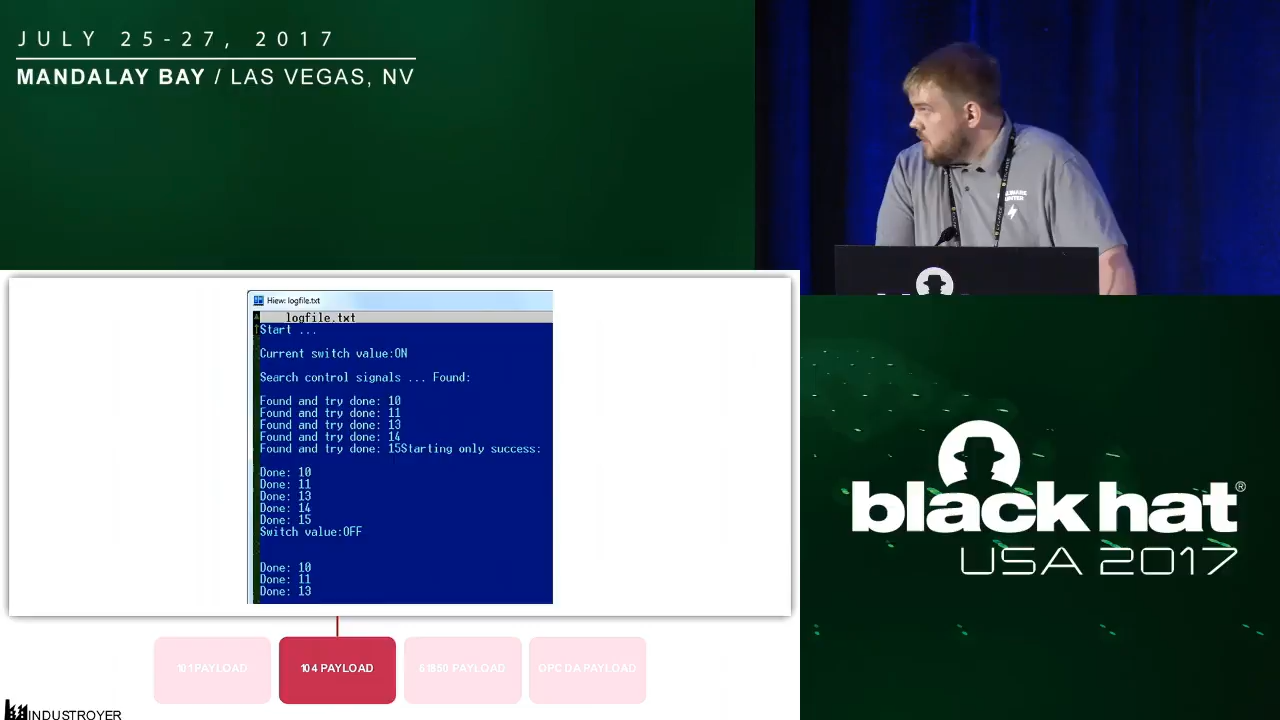 JULY 25-27, 2017
MANDALAY BAY / LAS VEGAS, NV
Hiew: logfile.txt
logfile.txt
Start ...
Current switch value:ON
Search control signals ... Found:
Found and try done: 10
Found and try done: 11
Found and try done: 13
Found and try done: 14
Found and try done: 15Starting only success:
Done: 10
Done: 11
Done: 13
Done: 14
Done: 15
Switch value:OFF
Done: 10
Done: 11
Done: 13
101 PAYLOAD
104 PAYLOAD
61850 PAYLOAD
OPC DA PAYLOAD
INDUSTROYER
black hat®
USA 2017